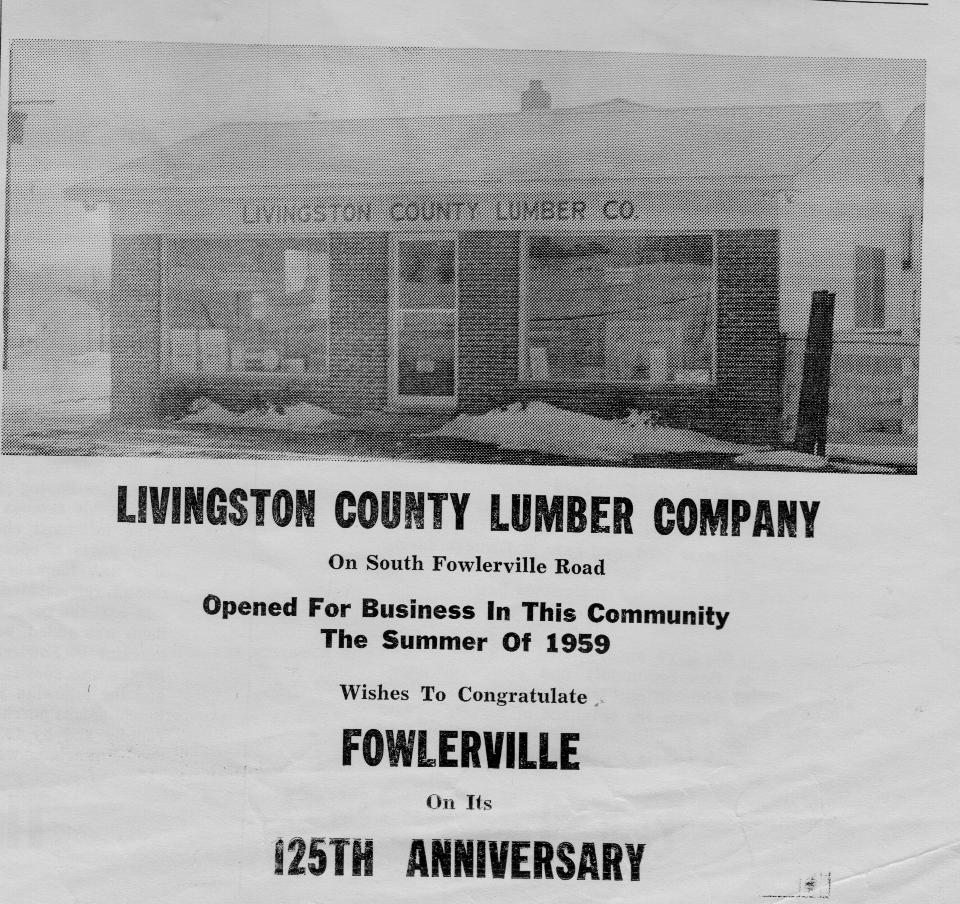 LIVINGSTON COUNTY LUMBER CO.
LIVINGSTON COUNTY LUMBER COMPANY
On South Fowlerville Road
Opened For Business In This Community
The Summer Of 1959
Wishes To Congratulate
FOWLERVILLE
On Its
125TH ANNIVERSARY